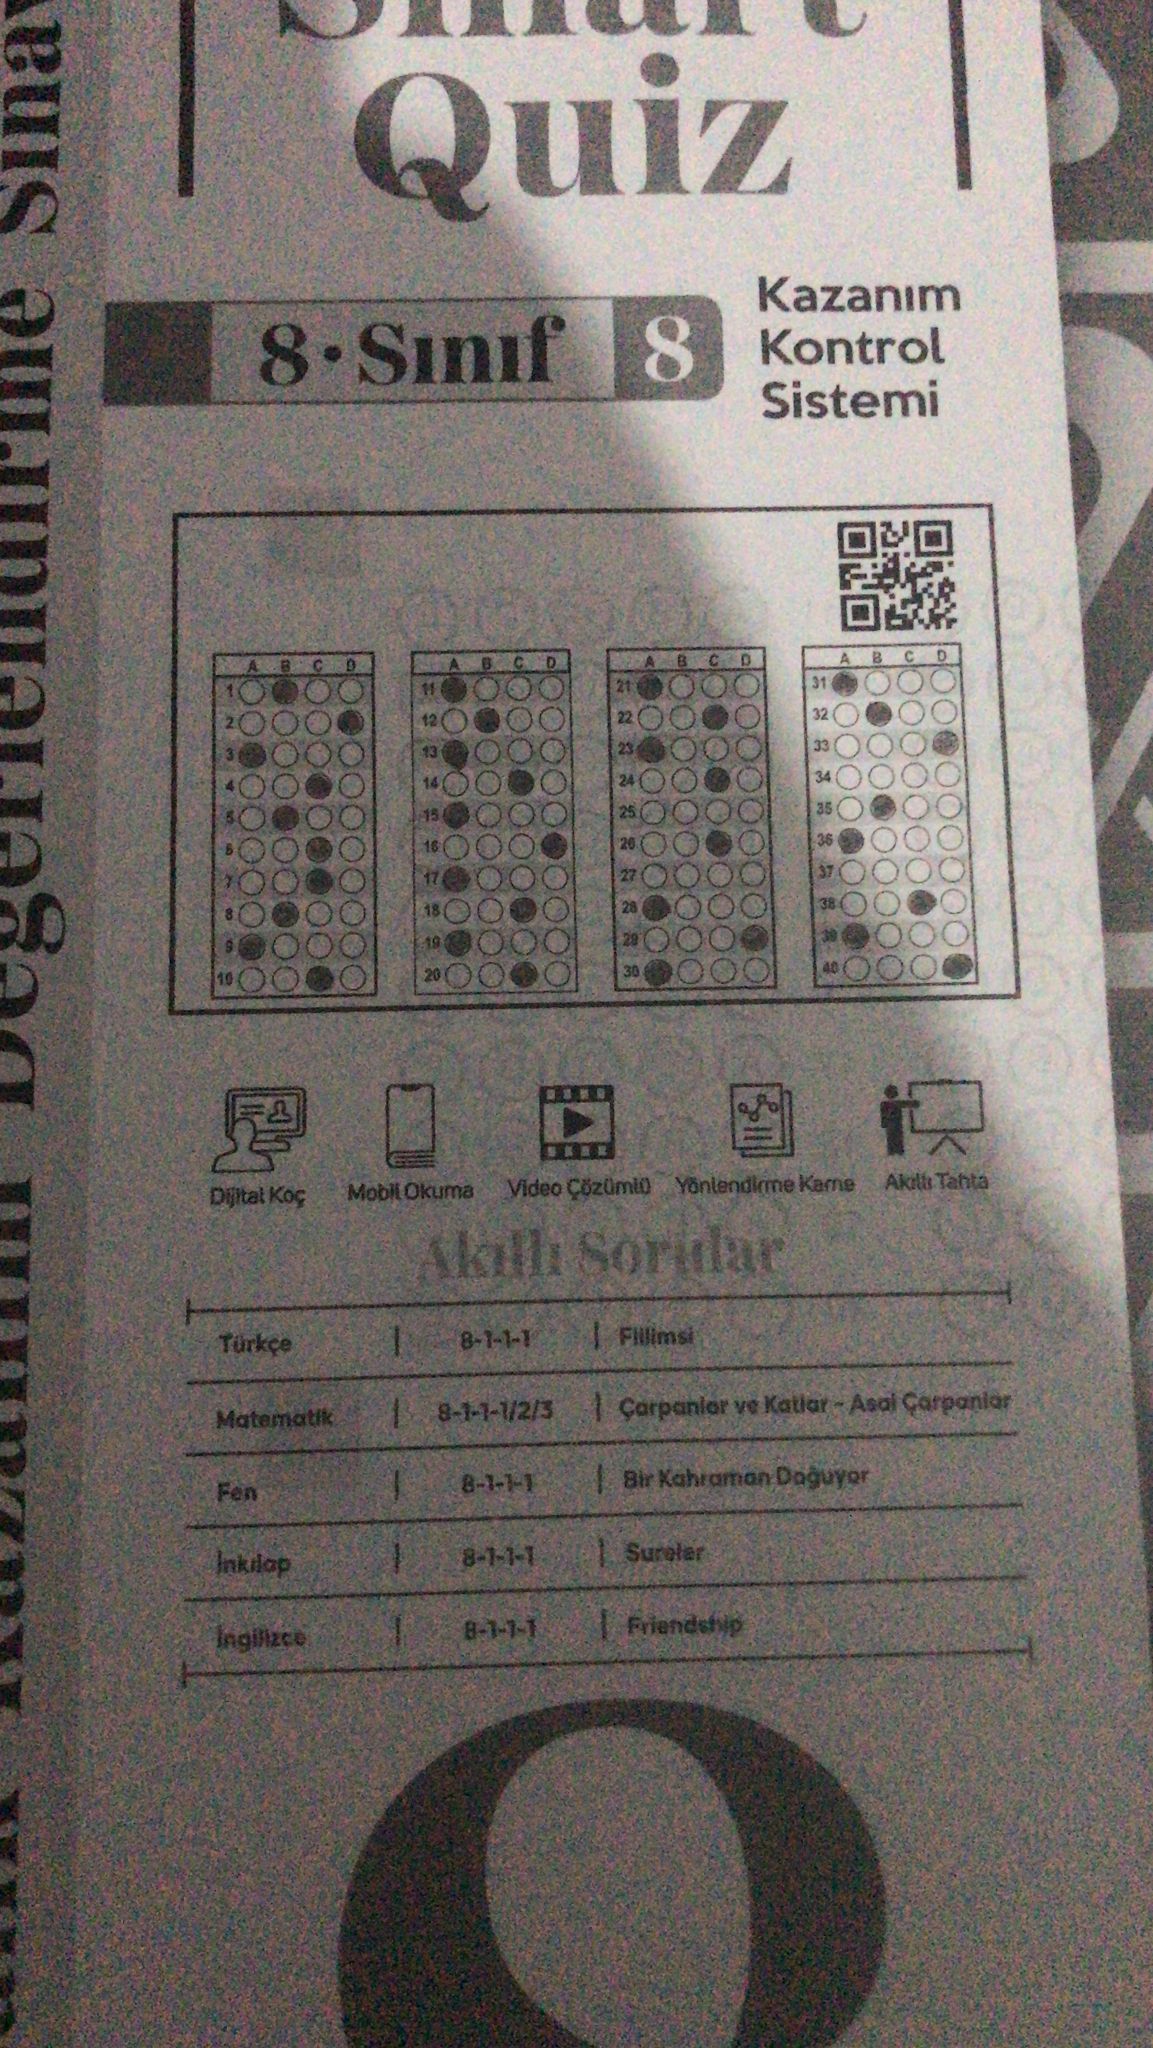 Smart
Quiz
8·Sınıf 8
Kazanım
Kontrol
Sistemi
A B C D
1
2
3
4
5
6
7
8
9
10
A B C D
11
12
13
14
15
16
17
18
19
20
A B C D
21
22
23
24
25
26
27
28
29
30
A B C D
31
32
33
34
35
36
37
38
39
40
Dijital Koç
Mobil Okuma
Video Çözümlü
Yönlendirme Karne
Akıllı Tahta
Akıllı Sorular
Türkçe | 8-1-1-1 | Fiilimsi
Matematik | 8-1-1-1/2/3 | Çarpanlar ve Katlar - Asal Çarpanlar
Fen | 8-1-1-1 | Bir Kahraman Doğuyor
İnkılap | 8-1-1-1 | Sureler
İngilizce | 8-1-1-1 | Friendship
Kazanım Değerlendirme Sınav